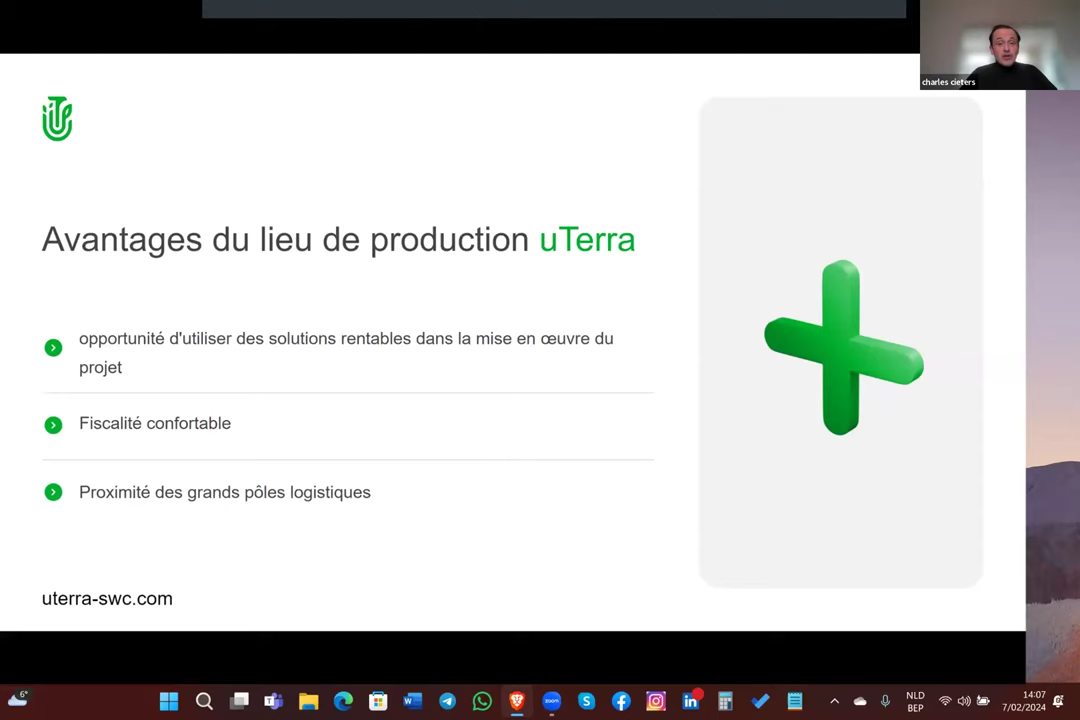 charles cieters
Avantages du lieu de production uTerra
opportunité d'utiliser des solutions rentables dans la mise en œuvre du
projet
Fiscalité confortable
Proximité des grands pôles logistiques
uterra-swc.com
6°
NLD
BEP
14:07
7/02/2024